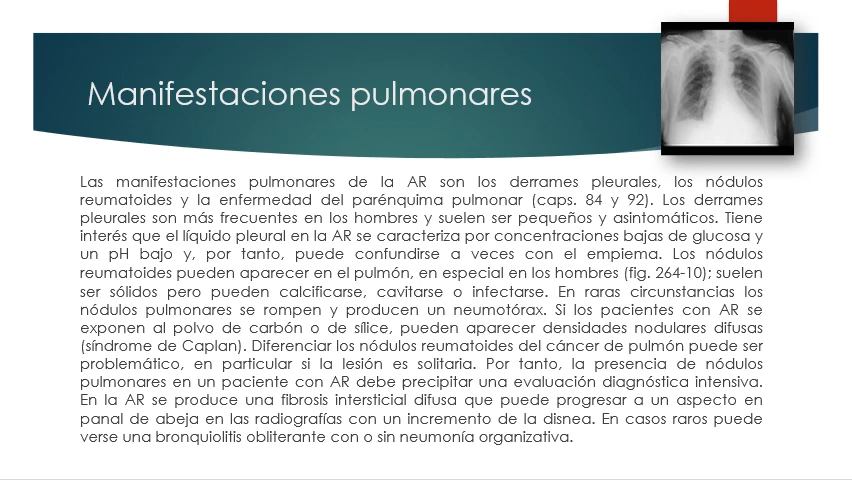 Manifestaciones pulmonares
Las manifestaciones pulmonares de la AR son los derrames pleurales, los nódulos
reumatoides y la enfermedad del parénquima pulmonar (caps. 84 y 92). Los derrames
pleurales son más frecuentes en los hombres y suelen ser pequeños y asintomáticos. Tiene
interés que el líquido pleural en la AR se caracteriza por concentraciones bajas de glucosa y
un pH bajo y, por tanto, puede confundirse a veces con el empiema. Los nódulos
reumatoides pueden aparecer en el pulmón, en especial en los hombres (fig. 264-10); suelen
ser sólidos pero pueden calcificarse, cavitarse o infectarse. En raras circunstancias los
nódulos pulmonares se rompen y producen un neumotórax. Si los pacientes con AR se
exponen al polvo de carbón o de sílice, pueden aparecer densidades nodulares difusas
(síndrome de Caplan). Diferenciar los nódulos reumatoides del cáncer de pulmón puede ser
problemático, en particular si la lesión es solitaria. Por tanto, la presencia de nódulos
pulmonares en un paciente con AR debe precipitar una evaluación diagnóstica intensiva.
En la AR se produce una fibrosis intersticial difusa que puede progresar a un aspecto en
panal de abeja en las radiografías con un incremento de la disnea. En casos raros puede
verse una bronquiolitis obliterante con o sin neumonía organizativa.